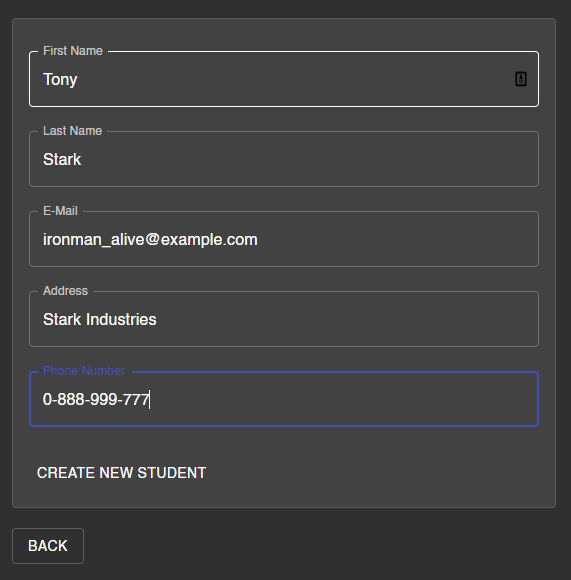 First Name
Tony
Last Name
Stark
E-Mail
ironman_alive@example.com
Address
Stark Industries
Phone Number
0-888-999-777
CREATE NEW STUDENT
BACK